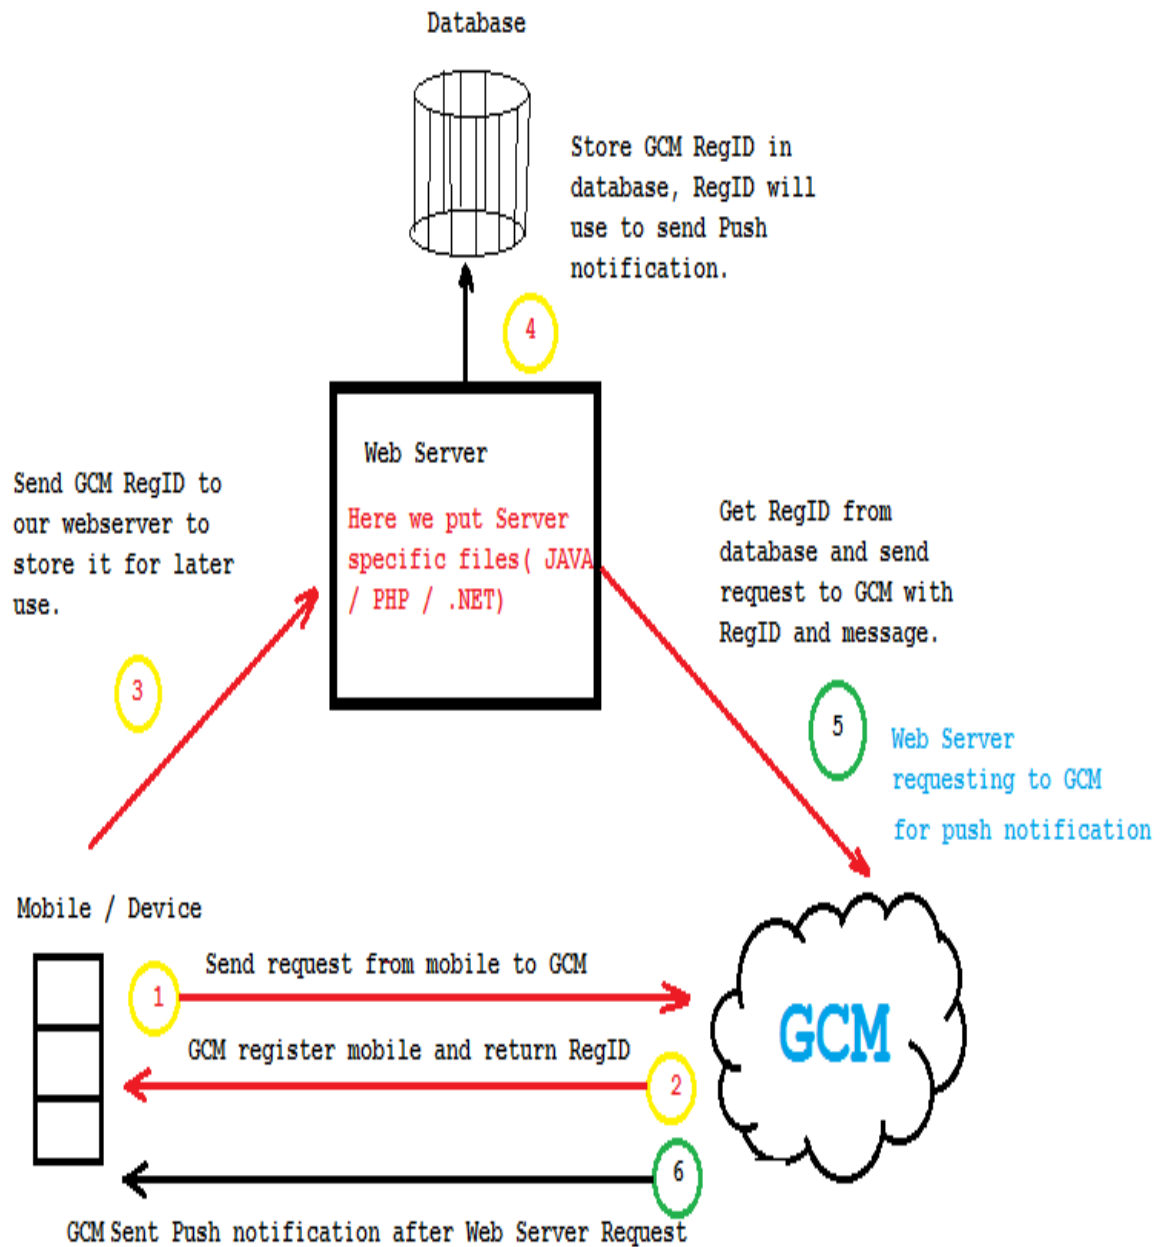 Database
Store GCM RegID in
database, RegID will
use to send Push
notification.
4
Web Server
Here we put Server
specific files( JAVA
/ PHP / .NET)
Send GCM RegID to
our webserver to
store it for later
use.
3
Get RegID from
database and send
request to GCM with
RegID and message.
5
Web Server
requesting to GCM
for push notification
Mobile / Device
Send request from mobile to GCM
1
GCM register mobile and return RegID
2
GCM
6
GCM Sent Push notification after Web Server Request